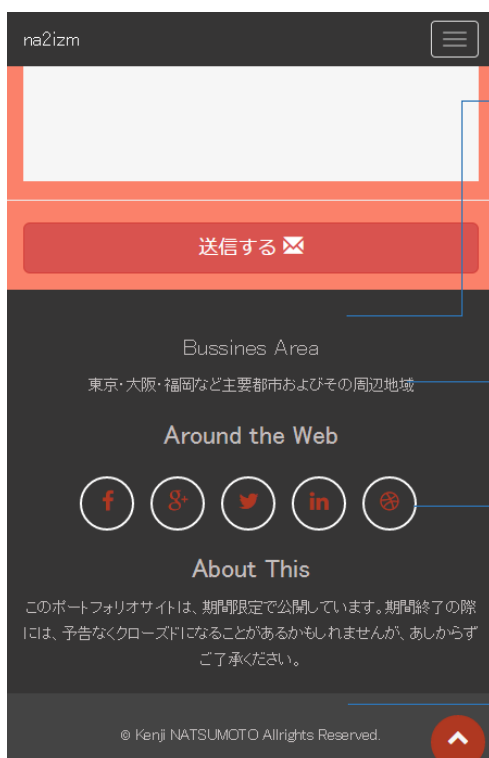 na2izm
送信する
Bussines Area
東京・大阪・福岡など主要都市およびその周辺地域
Around the Web
About This
このポートフォリオサイトは、期間限定で公開しています。期間終了の際
には、予告なくクローズドになることがあるかもしれませんが、あしからず
ご了承ください。
© Kenji NATSUMOTO Allrights Reserved.